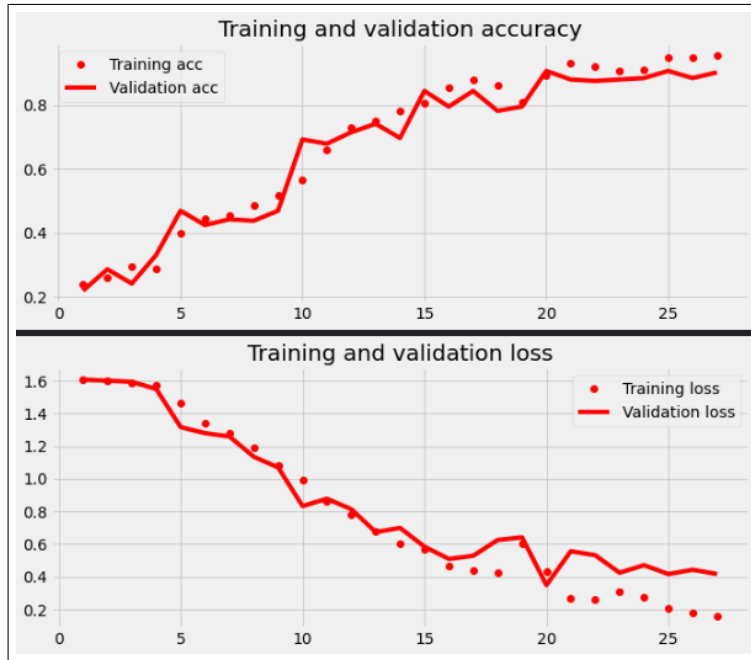 Training and validation accuracy
Training acc
Validation acc
0.8
0.6
0.4
0.2
0 5 10 15 20 25
Training and validation loss
Training loss
Validation loss
1.6
1.4
1.2
1.0
0.8
0.6
0.4
0.2
0 5 10 15 20 25